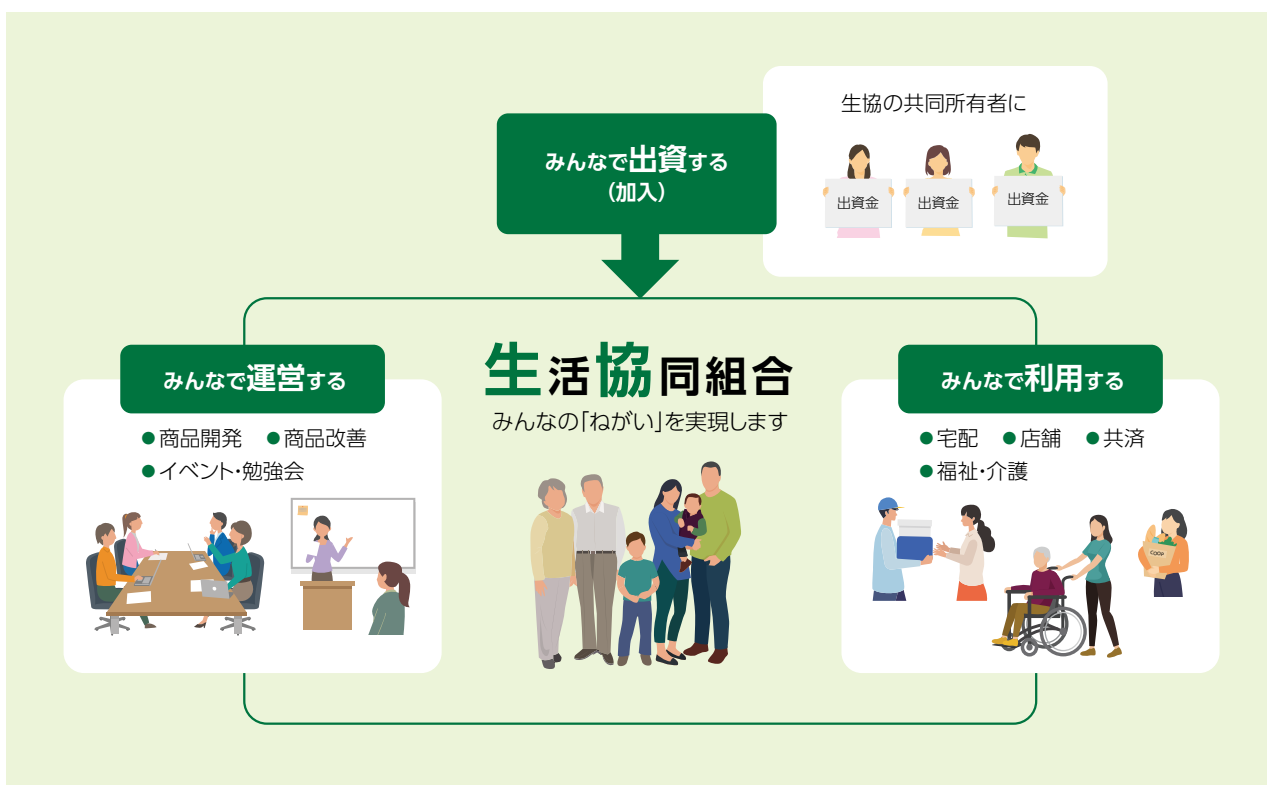 生協の共同所有者に
みんなで出資する
（加入）
出資金
出資金
出資金
生活協同組合
みんなの「ねがい」を実現します
みんなで運営する
●商品開発 ●商品改善
●イベント・勉強会
みんなで利用する
●宅配 ●店舗 ●共済
●福祉・介護
COOP